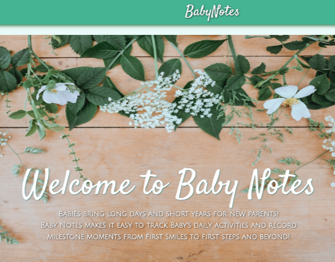 BabyNotes
Welcome to Baby Notes
Babies bring long days and short years for new parents!
Baby Notes makes it easy to track baby's daily activities and record
milestone moments from first smiles to first steps and beyond!